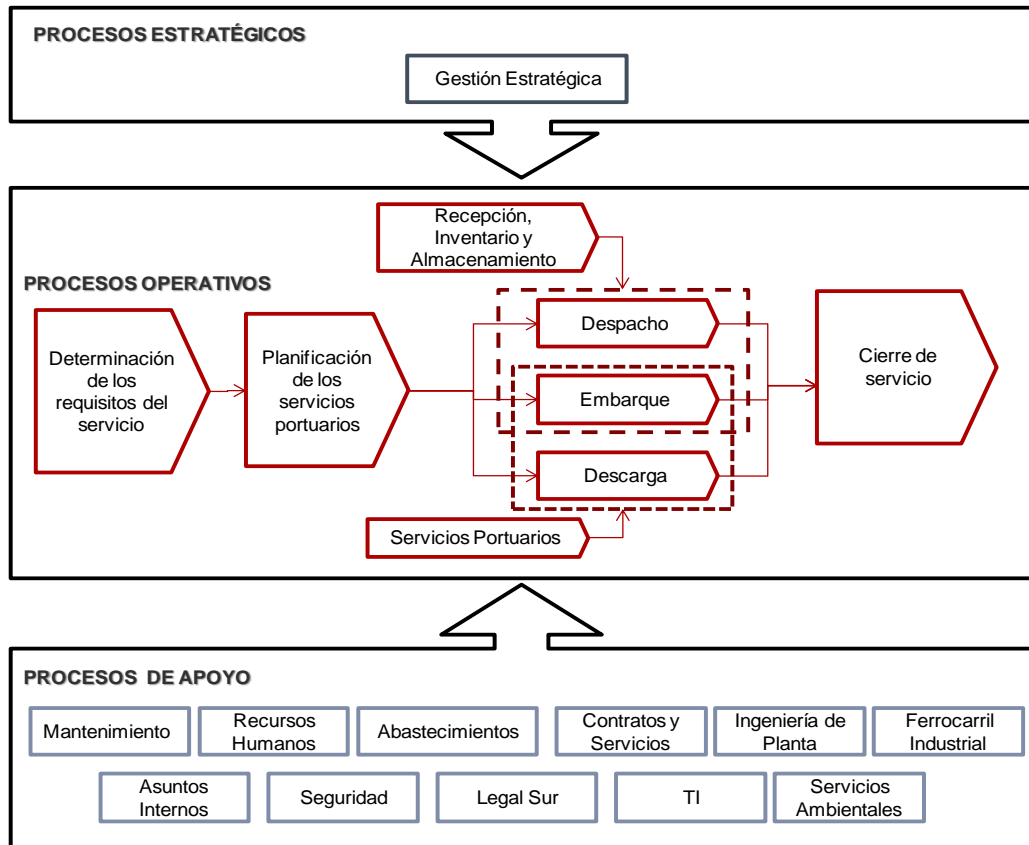 PROCESOS ESTRATÉGICOS
Gestión Estratégica
Recepción,
Inventario y
Almacenamiento
PROCESOS OPERATIVOS
Determinación
de los
requisitos del
servicio
Planificación
de los
servicios
portuarios
Despacho
Embarque
Descarga
Cierre de
servicio
Servicios Portuarios
PROCESOS DE APOYO
Mantenimiento
Recursos
Humanos
Abastecimientos
Contratos y
Servicios
Ingeniería de
Planta
Ferrocarril
Industrial
Asuntos
Internos
Seguridad
Legal Sur
TI
Servicios
Ambientales